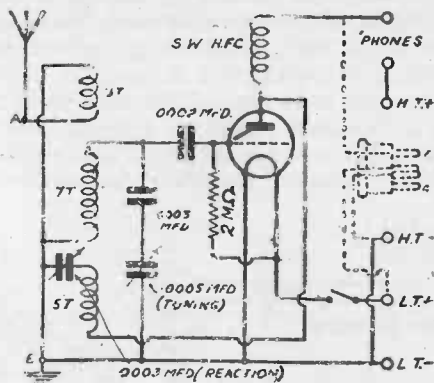 S W H.F.C
'PHONES
3T
.0002 MFD.
H.T.+
A
7T
.0003
MFD
2 MΩ
H.T
.0005 MFD
(TUNING)
5T
L.T.+
E
.0003 MFD (REACTION)
L T.-